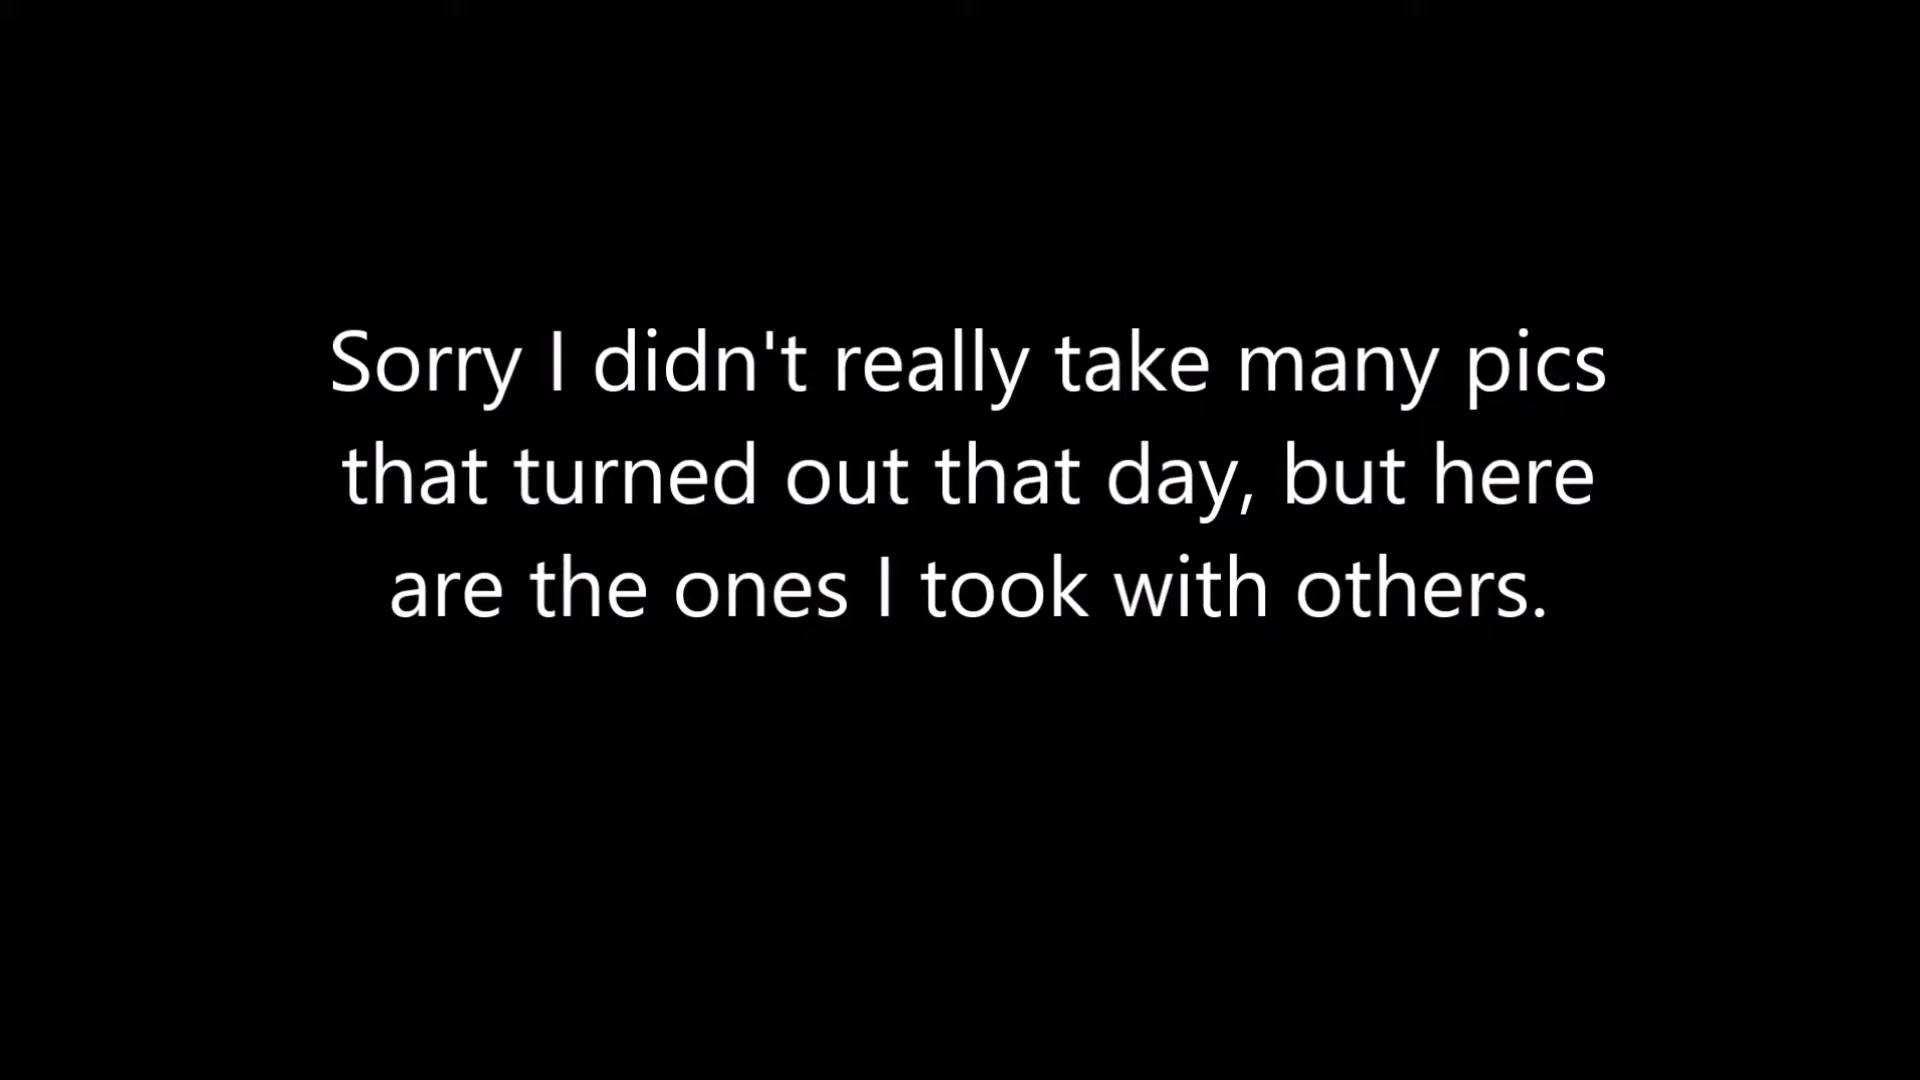 Sorry I didn't really take many pics
that turned out that day, but here
are the ones I took with others.